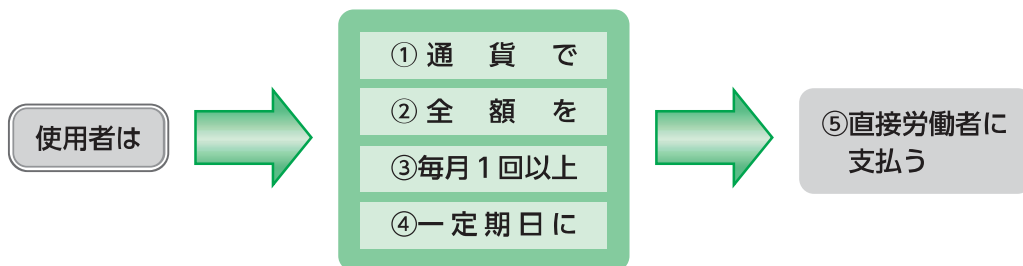 使用者は
①通貨で
②全額を
③毎月1回以上
④一定期日に
⑤直接労働者に
支払う